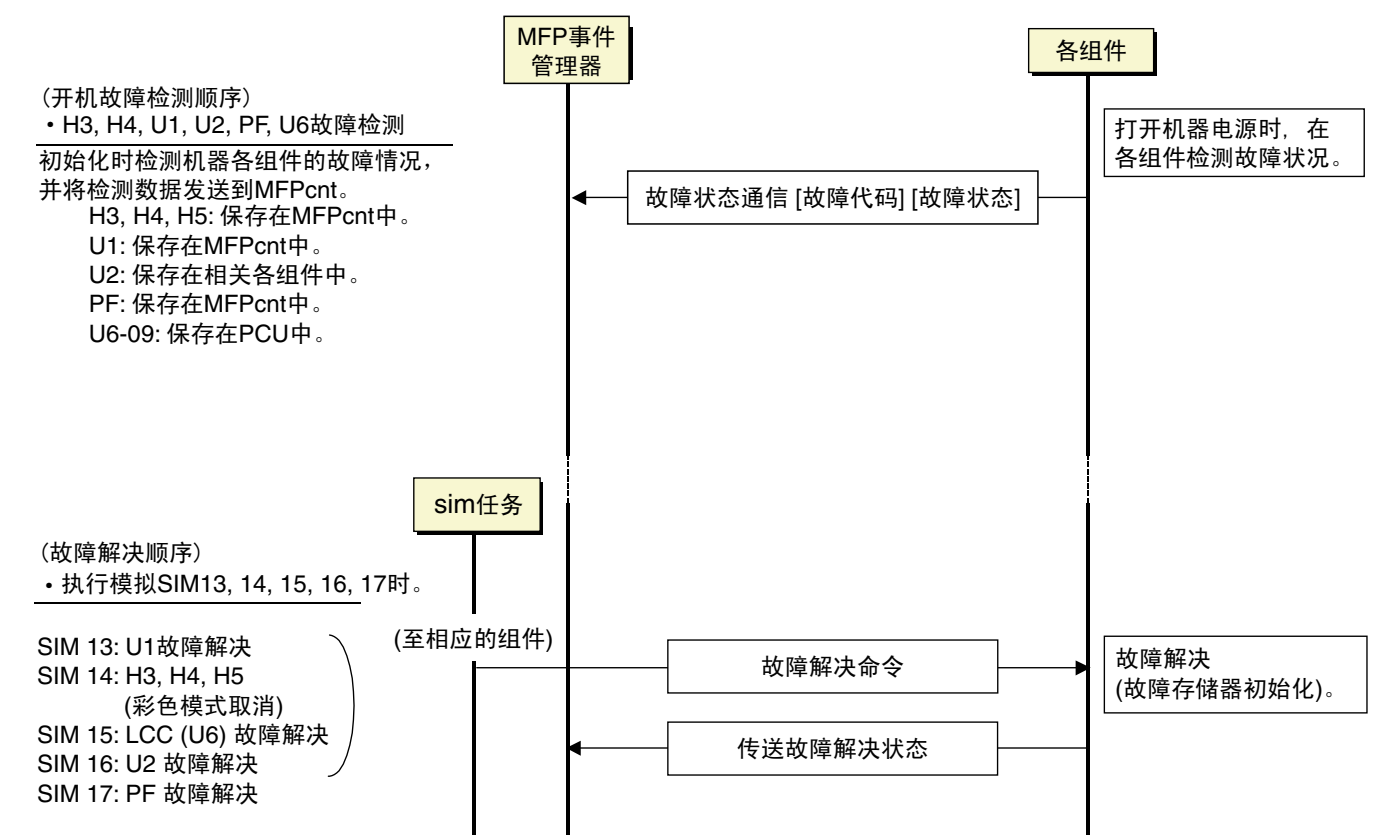 MFP事件
管理器
各组件
(开机故障检测顺序)
・H3, H4, U1, U2, PF, U6故障检测
初始化时检测机器各组件的故障情况，
并将检测数据发送到MFPcnt。
H3, H4, H5: 保存在MFPcnt中。
U1: 保存在MFPcnt中。
U2: 保存在相关各组件中。
PF: 保存在MFPcnt中。
U6-09: 保存在PCU中。
打开机器电源时，在
各组件检测故障状况。
故障状态通信 [故障代码] [故障状态]
sim任务
(故障解决顺序)
・执行模拟SIM13, 14, 15, 16, 17时。
SIM 13: U1故障解决
SIM 14: H3, H4, H5
(彩色模式取消)
SIM 15: LCC (U6) 故障解决
SIM 16: U2 故障解决
SIM 17: PF 故障解决
(至相应的组件)
故障解决命令
故障解决
(故障存储器初始化)。
传送故障解决状态